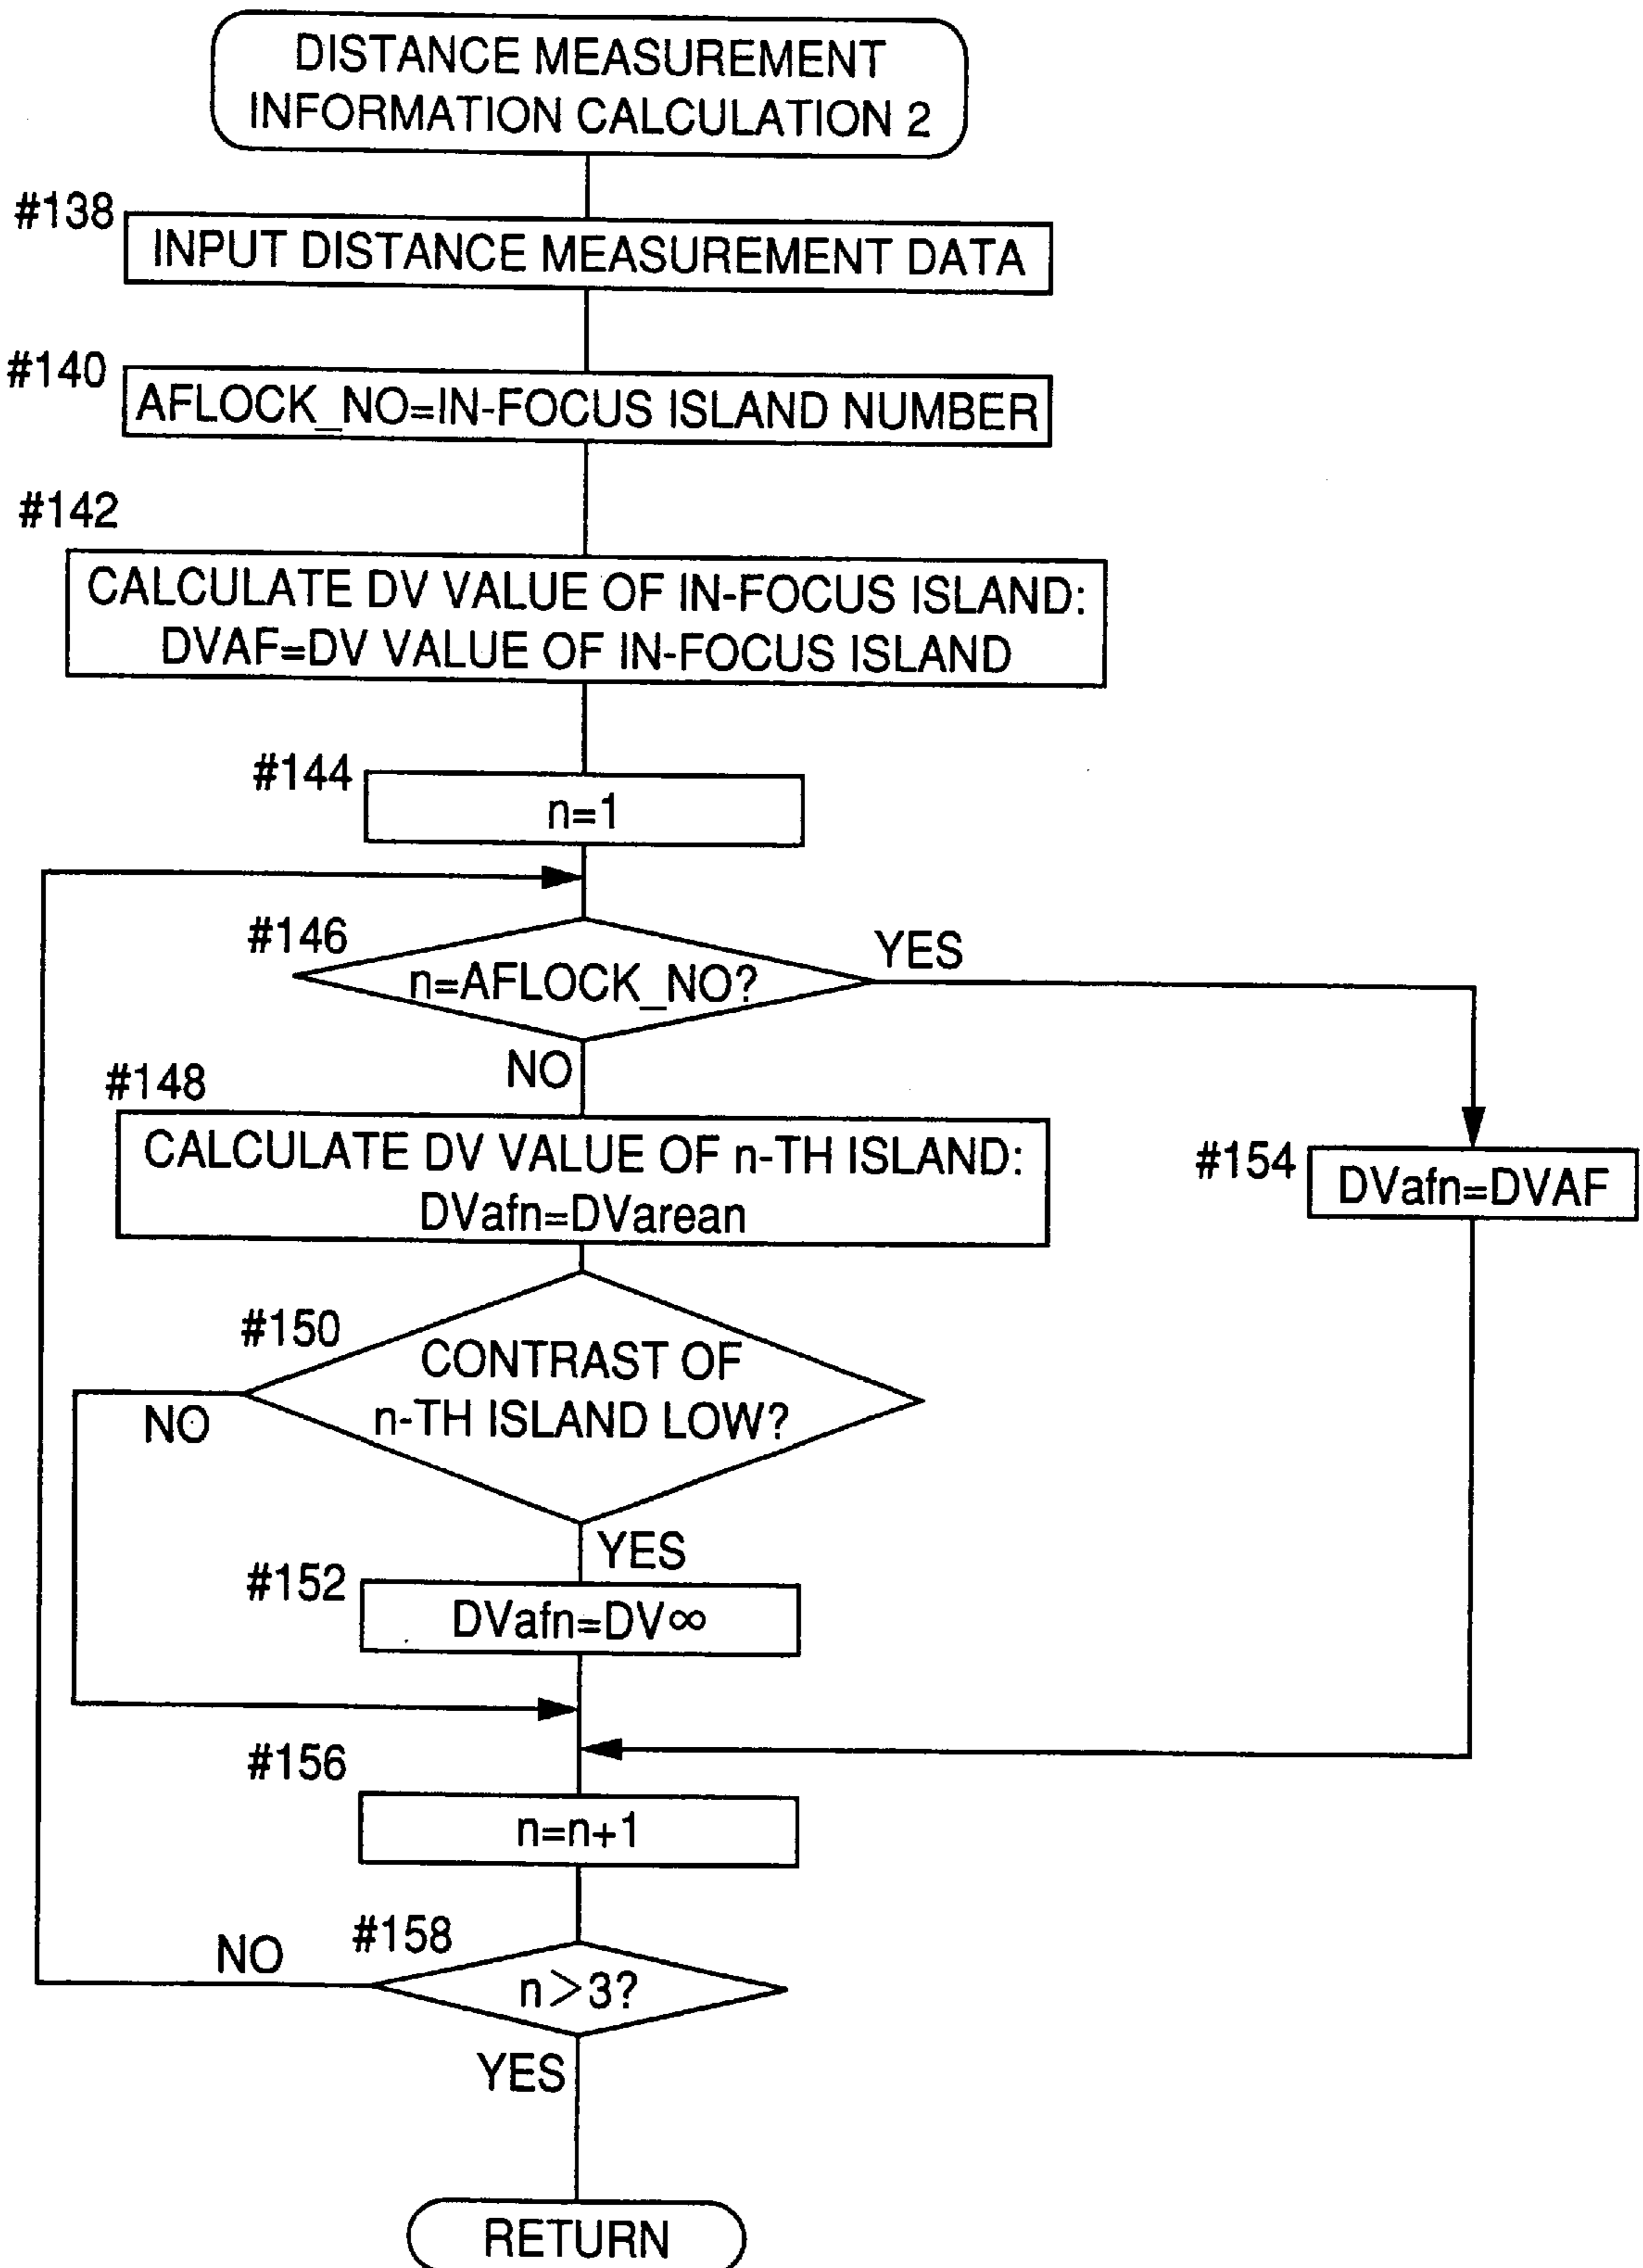 DISTANCE MEASUREMENT
INFORMATION CALCULATION 2
#138
INPUT DISTANCE MEASUREMENT DATA
#140
AFLOCK_NO=IN-FOCUS ISLAND NUMBER
#142
CALCULATE DV VALUE OF IN-FOCUS ISLAND:
DVAF=DV VALUE OF IN-FOCUS ISLAND
#144
n=1
#146
n=AFLOCK_NO?
YES
NO
#148
CALCULATE DV VALUE OF n-TH ISLAND:
DVafn=DVarean
#154
DVafn=DVAF
#150
CONTRAST OF
n-TH ISLAND LOW?
NO
YES
#152
DVafn=DV∞
#156
n=n+1
#158
NO
n>3?
YES
RETURN